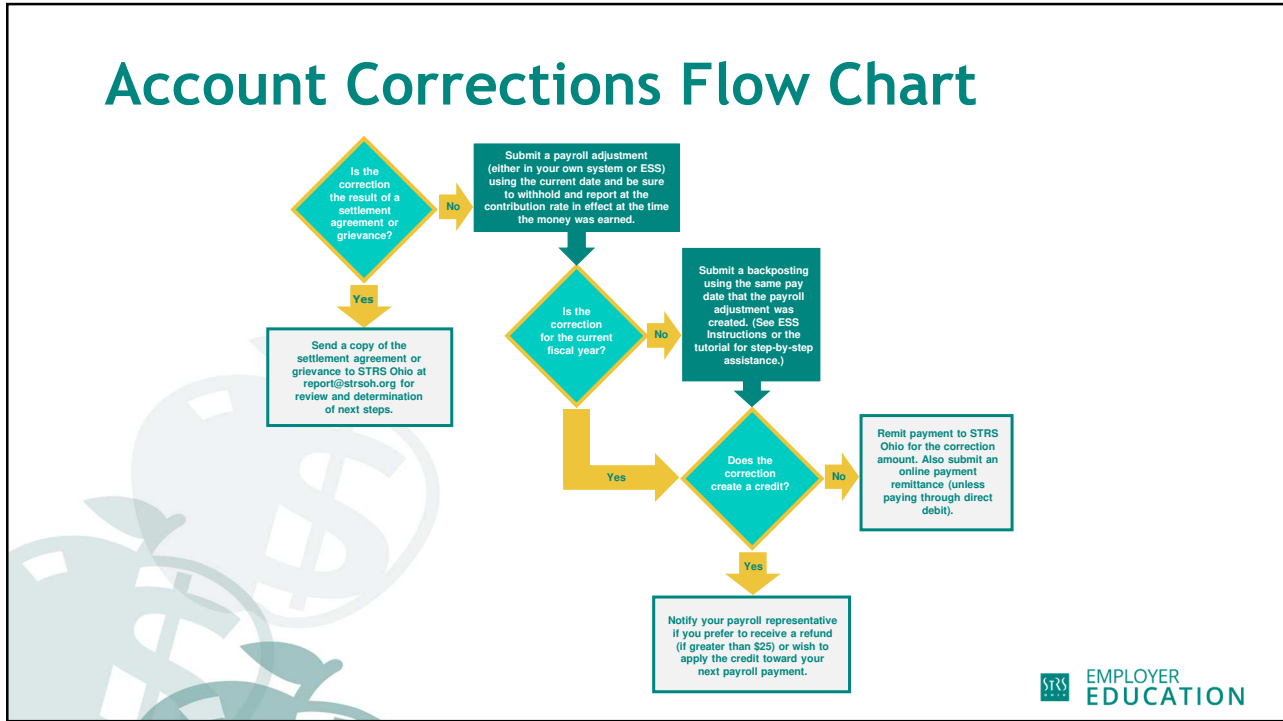 Account Corrections Flow Chart
Is the
correction
the result of a
settlement
agreement or
grievance?
No
Submit a payroll adjustment
(either in your own system or ESS)
using the current date and be sure
to withhold and report at the
contribution rate in effect at the time
the money was earned.
Yes
Send a copy of the
settlement agreement or
grievance to STRS Ohio at
report@strsoh.org for
review and determination
of next steps.
Is the
correction
for the current
fiscal year?
No
Submit a backposting
using the same pay
date that the payroll
adjustment was
created. (See ESS
Instructions or the
tutorial for step-by-step
assistance.)
Yes
Does the
correction
create a credit?
No
Remit payment to STRS
Ohio for the correction
amount. Also submit an
online payment
remittance (unless
paying through direct
debit).
Yes
Notify your payroll representative
if you prefer to receive a refund
(if greater than $25) or wish to
apply the credit toward your
next payroll payment.
STRS
OHIO
EMPLOYER
EDUCATION